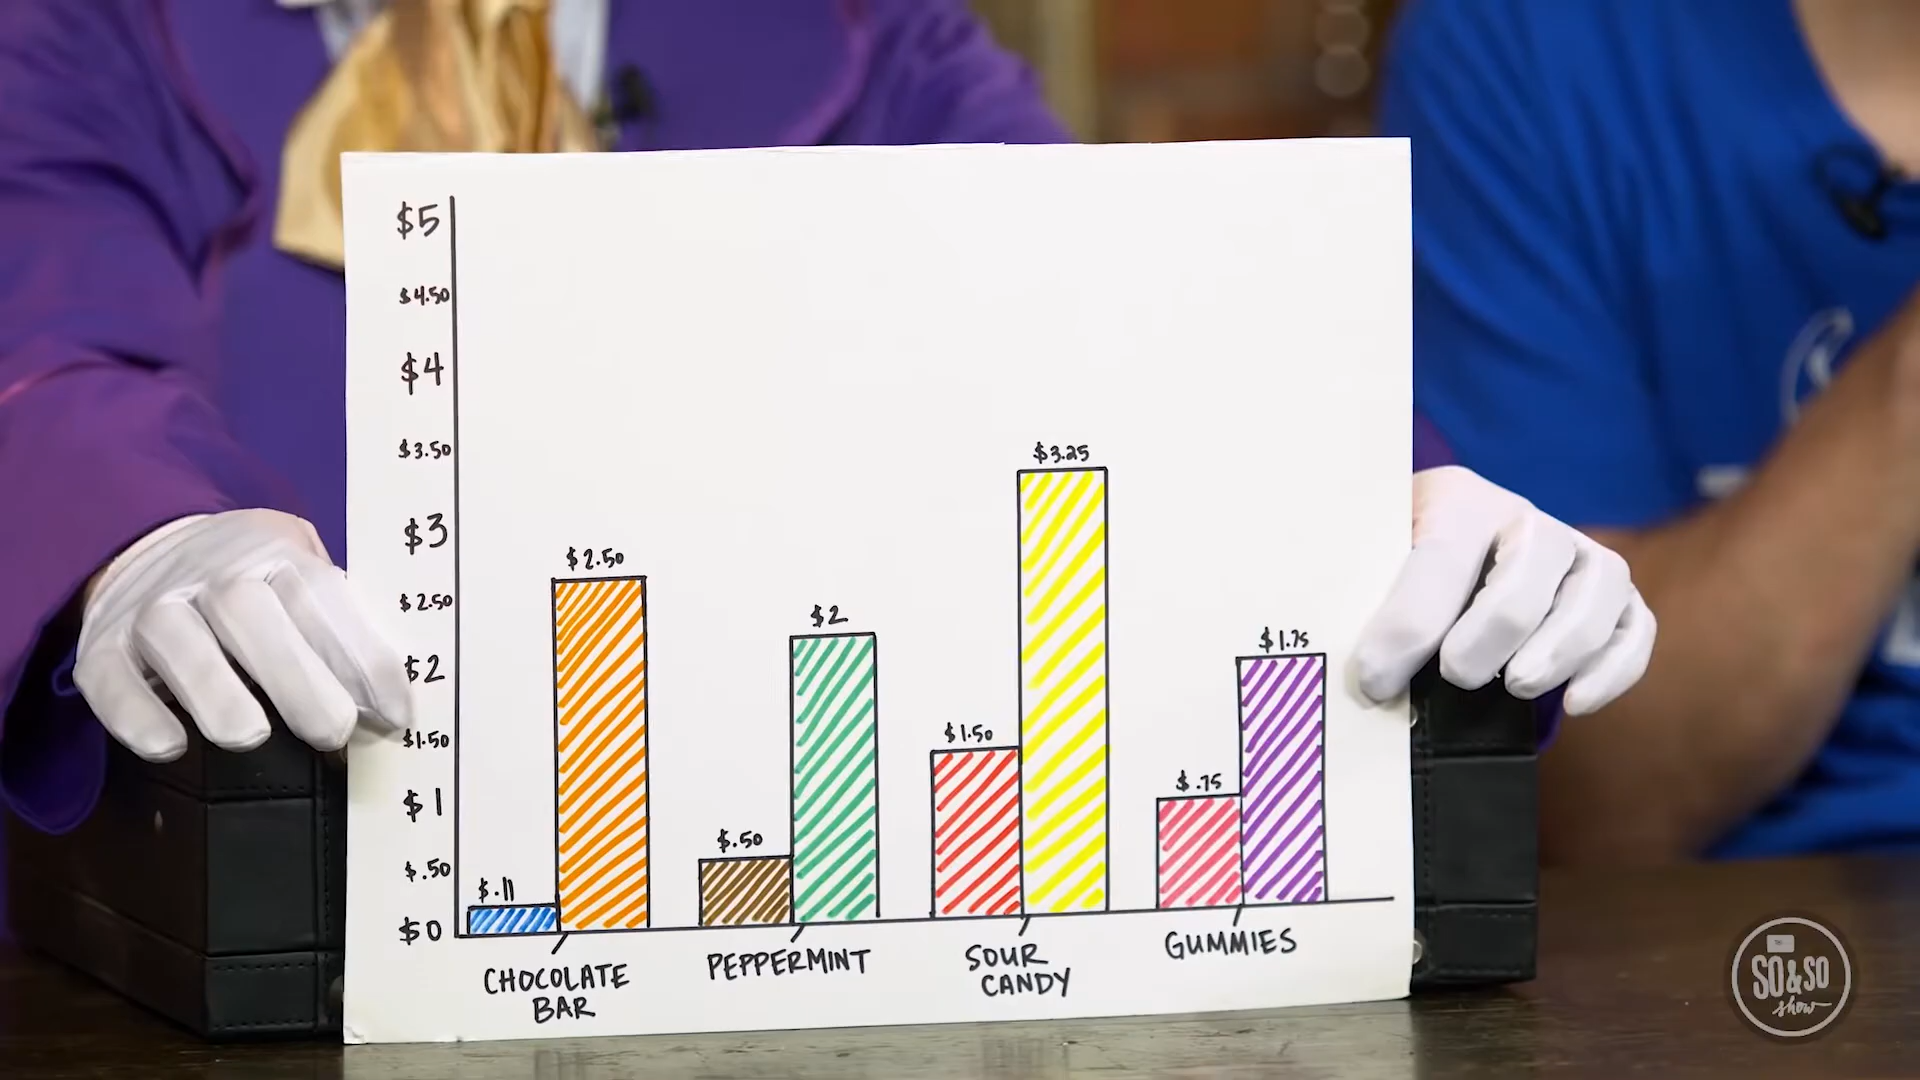 $5
$4.50
$4
$3.50
$3
$2.50
$2
$1.50
$1
$.50
$0
$.11
$2.50
$.50
$2
$1.50
$3.25
$.75
$1.75
CHOCOLATE
BAR
PEPPERMINT
SOUR
CANDY
GUMMIES
SO&SO
show